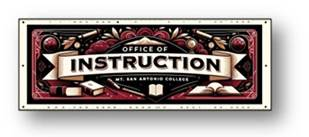 OFFICE OF
INSTRUCTION
MT. SAN ANTONIO COLLEGE